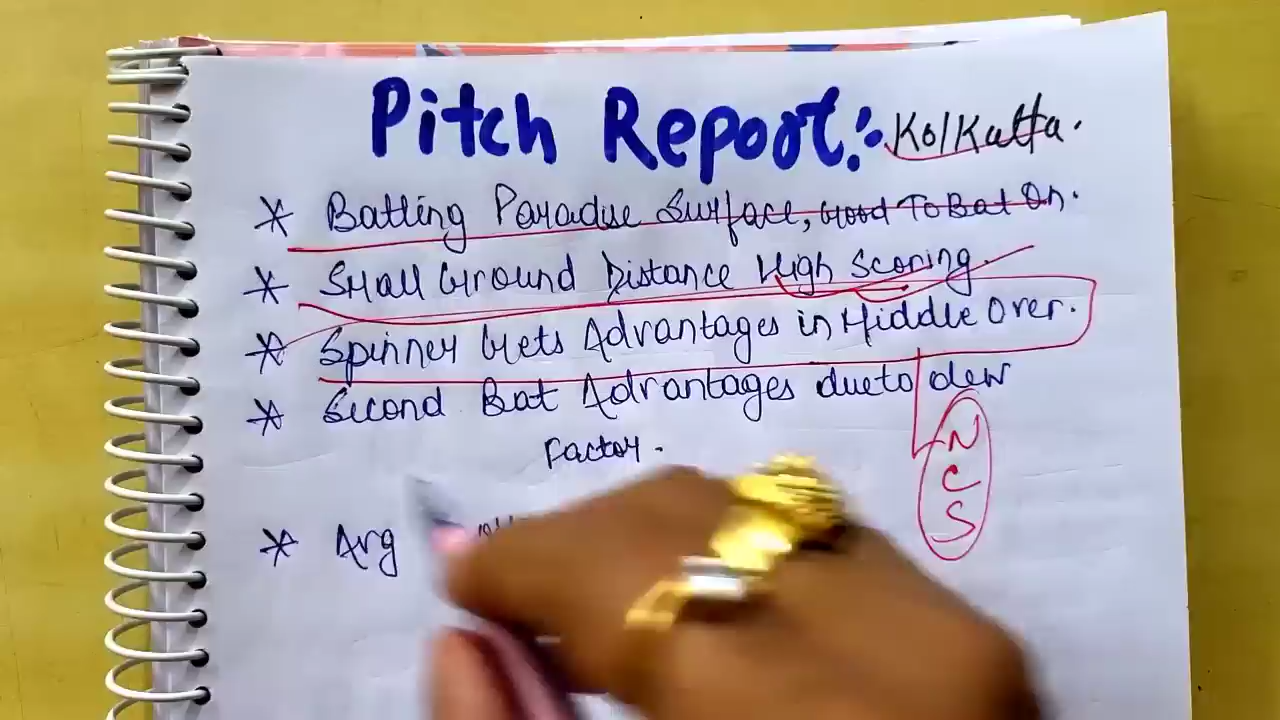 Pitch Report:- Kolkatta.
* Batting Paradise Surface, Good To Bat On.
* Small Ground Distance High Scoring.
* Spinner Gets Advantages in Middle Over.
* Second Bat Advantages due to dew
Factor.
N
C
S
* Avg